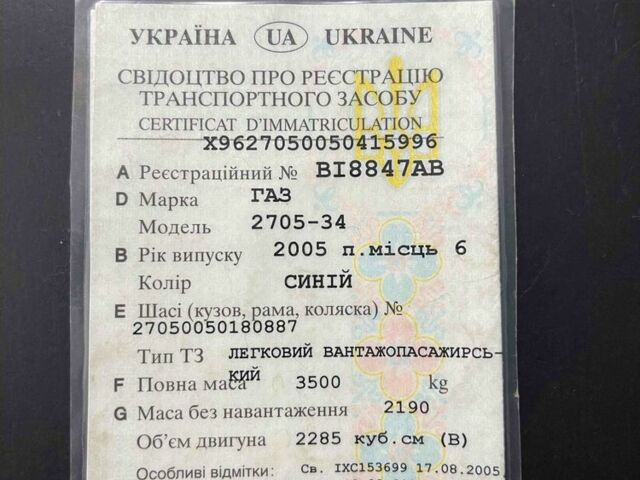 УКРАЇНА UA UKRAINE
СВІДОЦТВО ПРО РЕЄСТРАЦІЮ
ТРАНСПОРТНОГО ЗАСОБУ
CERTIFICAT D'IMMATRICULATION
X9627050050415996
A Реєстраційний № BI8847AB
D Марка ГАЗ
Модель 2705-34
B Рік випуску 2005 п.місць 6
Колір СИНІЙ
E Шасі (кузов, рама, коляска) №
27050050180887
Тип ТЗ ЛЕГКОВИЙ ВАНТАЖОПАСАЖИРСЬ-
КИЙ
F Повна маса 3500 kg
G Маса без навантаження 2190
Об'єм двигуна 2285 куб.см (B)
Особливі відмітки: Св. IXC153699 17.08.2005